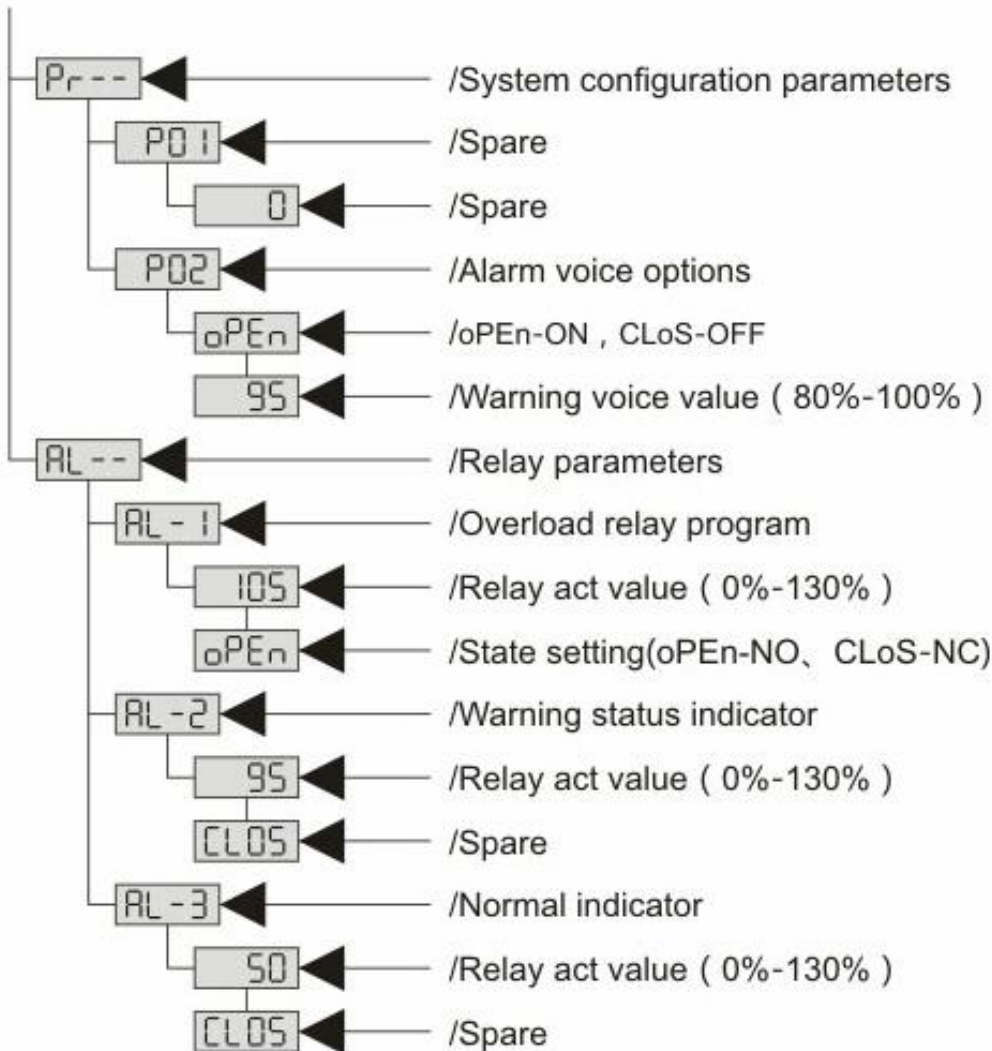 Pr-- /System configuration parameters
P01 /Spare
0 /Spare
P02 /Alarm voice options
oPEn /oPEn-ON , CLoS-OFF
95 /Warning voice value ( 80%-100% )
AL-- /Relay parameters
AL-1 /Overload relay program
105 /Relay act value ( 0%-130% )
oPEn /State setting(oPEn-NO、CLoS-NC)
AL-2 /Warning status indicator
95 /Relay act value ( 0%-130% )
CLOS /Spare
AL-3 /Normal indicator
50 /Relay act value ( 0%-130% )
CLOS /Spare